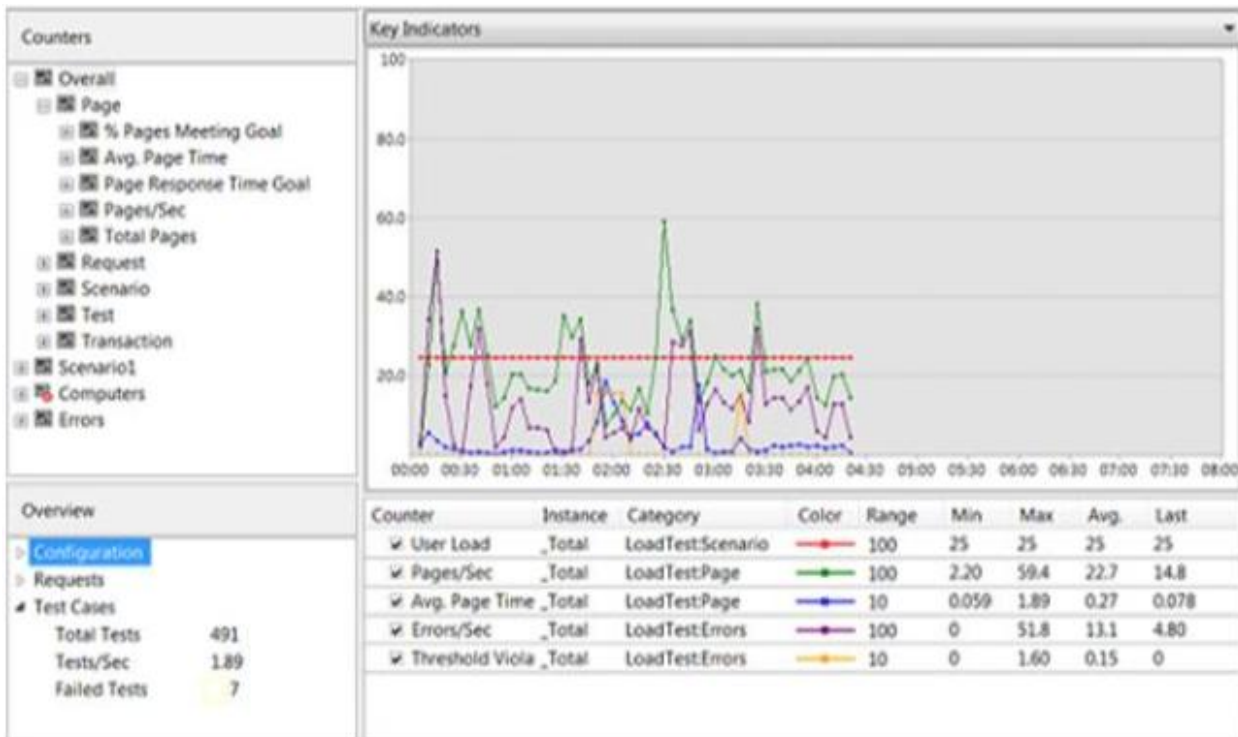 Counters
Overall
Page
% Pages Meeting Goal
Avg. Page Time
Page Response Time Goal
Pages/Sec
Total Pages
Request
Scenario
Test
Transaction
Scenario1
Computers
Errors
Overview
Configuration
Requests
Test Cases
Total Tests 491
Tests/Sec 1.89
Failed Tests 7
Key Indicators
100
80.0
60.0
40.0
20.0
00:00 00:30 01:00 01:30 02:00 02:30 03:00 03:30 04:00 04:30 05:00 05:30 06:00 06:30 07:00 07:30 08:00
Counter Instance Category Color Range Min Max Avg. Last
User Load _Total LoadTest:Scenario 100 25 25 25 25
Pages/Sec _Total LoadTest:Page 100 2.20 59.4 22.7 14.8
Avg. Page Time _Total LoadTest:Page 10 0.059 1.89 0.27 0.078
Errors/Sec _Total LoadTest:Errors 100 0 51.8 13.1 4.80
Threshold Viola _Total LoadTest:Errors 10 0 1.60 0.15 0